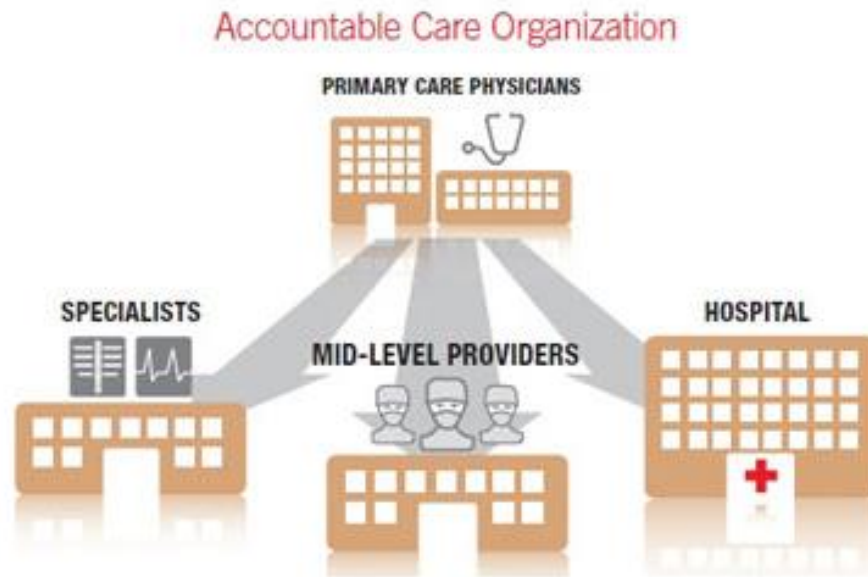 Accountable Care Organization
PRIMARY CARE PHYSICIANS
SPECIALISTS
HOSPITAL
MID-LEVEL PROVIDERS